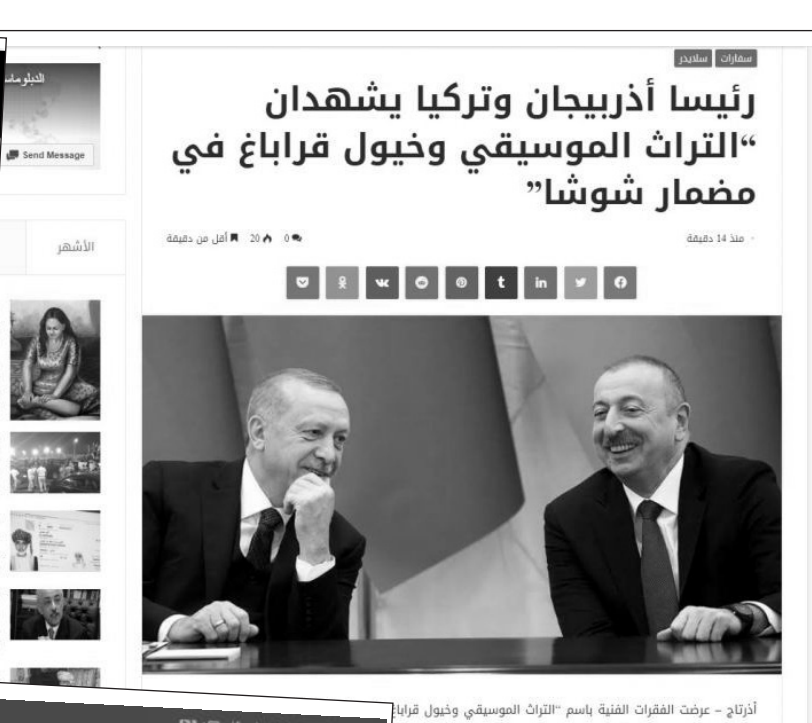 الدبلوماس
Send Message
الأشهر
سفارات
سلايدر
رئيسا أذربيجان وتركيا يشهدان
“التراث الموسيقي وخيول قراباغ في
مضمار شوشا”
منذ 14 دقيقة
0
20
أقل من دقيقة
أذرتاج – عرضت الفقرات الفنية باسم “التراث الموسيقي وخيول قراباغ